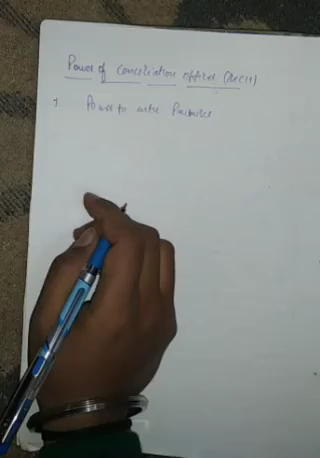 Power of Conciliation officer (Sec 11)
1 Power to enter Premises